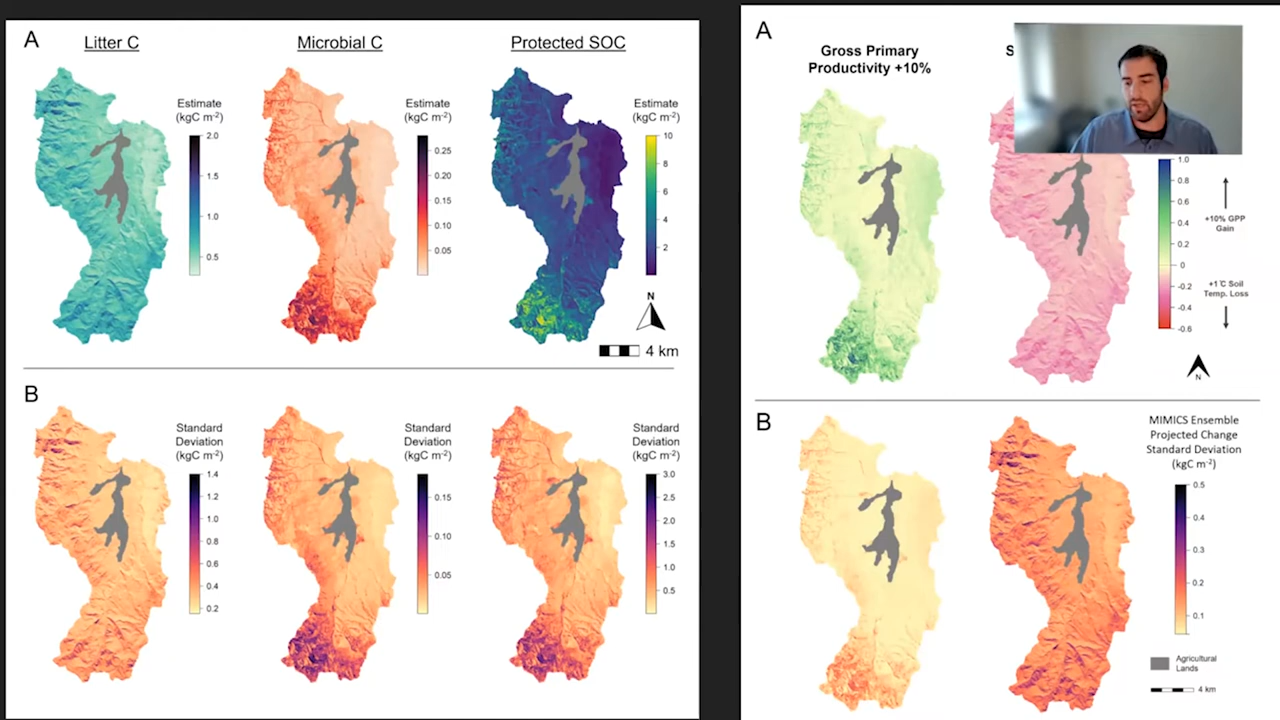 A
Litter C
Microbial C
Protected SOC
Estimate
(kgC m⁻²)
2.0
1.5
1.0
0.5
Estimate
(kgC m⁻²)
0.25
0.20
0.15
0.10
0.05
Estimate
(kgC m⁻²)
10
8
6
4
2
N
4 km
B
Standard
Deviation
(kgC m⁻²)
1.4
1.2
1.0
0.8
0.6
0.4
0.2
Standard
Deviation
(kgC m⁻²)
0.15
0.10
0.05
Standard
Deviation
(kgC m⁻²)
3.0
2.5
2.0
1.5
1.0
0.5
A
Gross Primary
Productivity +10%
S
1.0
0.8
0.6
0.4
0.2
0
-0.2
-0.4
-0.6
+10% GPP
Gain
+1℃ Soil
Temp. Loss
N
B
MIMICS Ensemble
Projected Change
Standard Deviation
(kgC m⁻²)
0.5
0.4
0.3
0.2
0.1
Agricultural
Lands
4 km